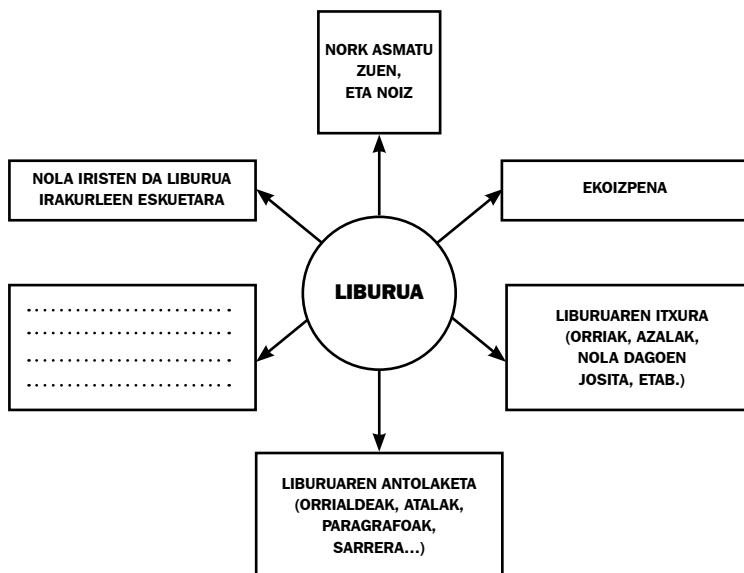 NORK ASMATU
ZUEN,
ETA NOIZ
NOLA IRISTEN DA LIBURUA
IRAKURLEEN ESKUETARA
EKOIZPENA
LIBURUA
LIBURUAREN ITXURA
(ORRIAK, AZALAK,
NOLA DAGOEN
JOSITA, ETAB.)
LIBURUAREN ANTOLAKETA
(ORRIALDEAK, ATALAK,
PARAGRAFOAK,
SARRERA...)